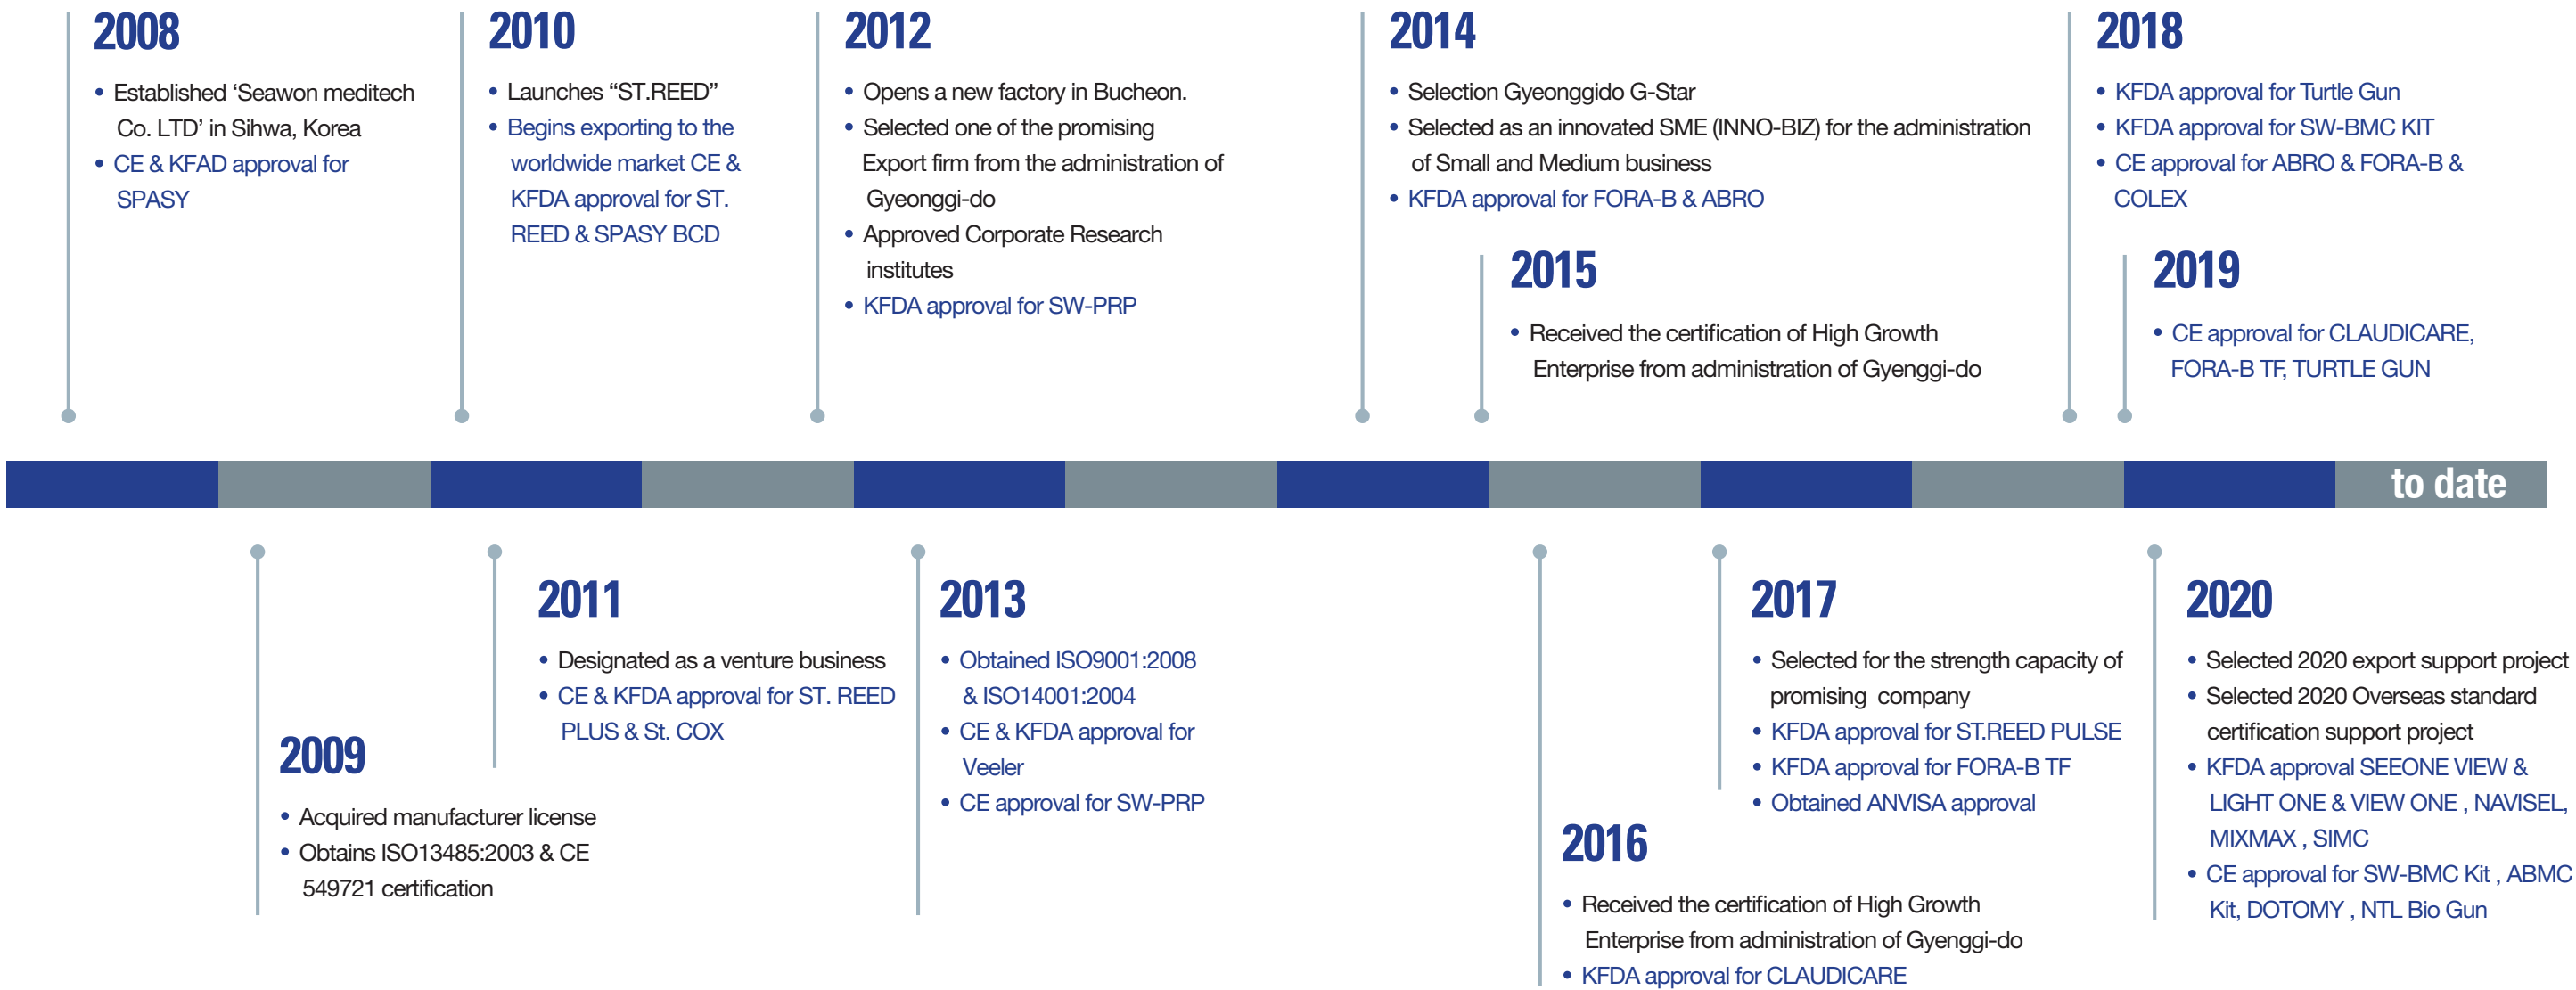 2008
• Established ‘Seawon meditech
Co. LTD’ in Sihwa, Korea
• CE & KFAD approval for
SPASY
2010
• Launches “ST.REED”
• Begins exporting to the
worldwide market CE &
KFDA approval for ST.
REED & SPASY BCD
2012
• Opens a new factory in Bucheon.
• Selected one of the promising
Export firm from the administration of
Gyeonggi-do
• Approved Corporate Research
institutes
• KFDA approval for SW-PRP
2014
• Selection Gyeonggido G-Star
• Selected as an innovated SME (INNO-BIZ) for the administration
of Small and Medium business
• KFDA approval for FORA-B & ABRO
2015
• Received the certification of High Growth
Enterprise from administration of Gyenggi-do
2018
• KFDA approval for Turtle Gun
• KFDA approval for SW-BMC KIT
• CE approval for ABRO & FORA-B &
COLEX
2019
• CE approval for CLAUDICARE,
FORA-B TF, TURTLE GUN
to date
2009
• Acquired manufacturer license
• Obtains ISO13485:2003 & CE
549721 certification
2011
• Designated as a venture business
• CE & KFDA approval for ST. REED
PLUS & St. COX
2013
• Obtained ISO9001:2008
& ISO14001:2004
• CE & KFDA approval for
Veeler
• CE approval for SW-PRP
2016
• Received the certification of High Growth
Enterprise from administration of Gyenggi-do
• KFDA approval for CLAUDICARE
2017
• Selected for the strength capacity of
promising company
• KFDA approval for ST.REED PULSE
• KFDA approval for FORA-B TF
• Obtained ANVISA approval
2020
• Selected 2020 export support project
• Selected 2020 Overseas standard
certification support project
• KFDA approval SEEONE VIEW &
LIGHT ONE & VIEW ONE , NAVISEL,
MIXMAX , SIMC
• CE approval for SW-BMC Kit , ABMC
Kit, DOTOMY , NTL Bio Gun